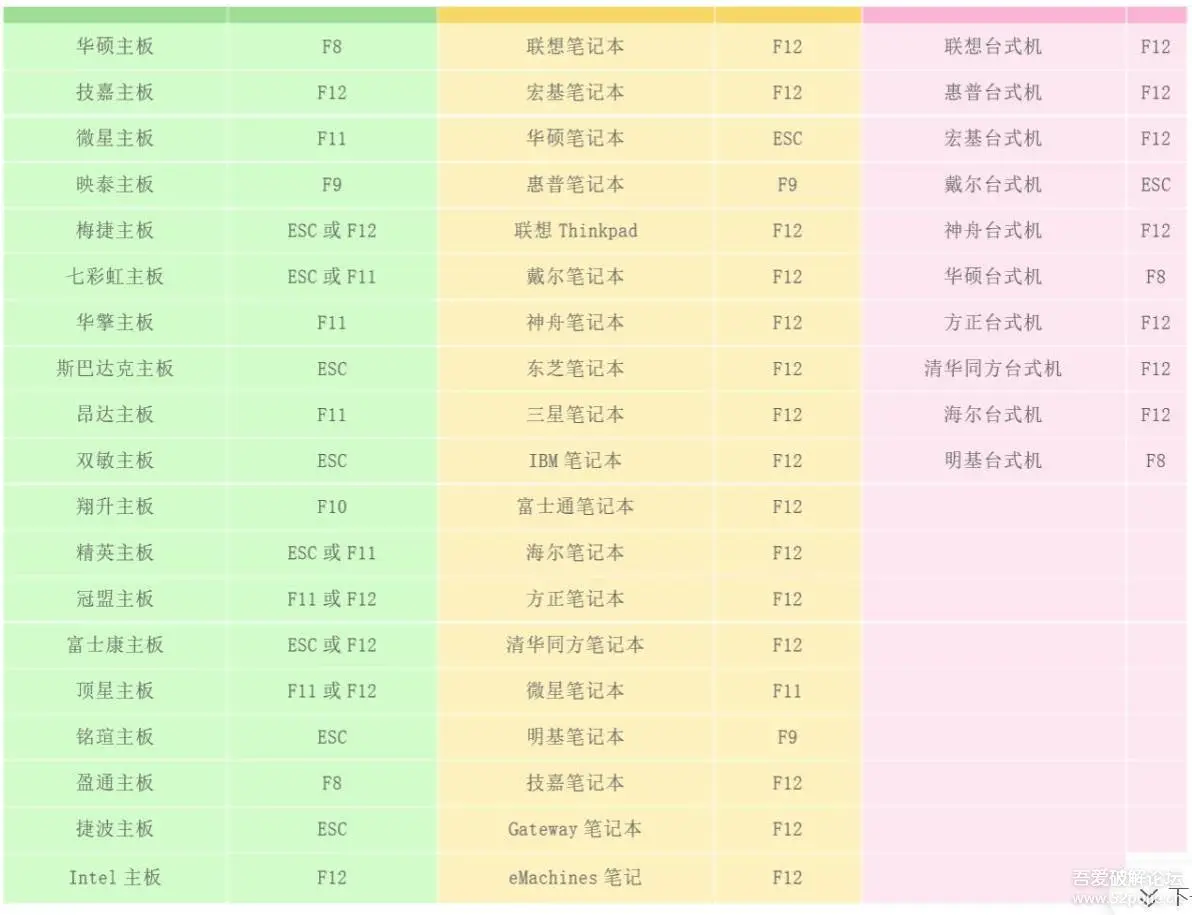 华硕主板 F8 联想笔记本 F12 联想台式机 F12
技嘉主板 F12 宏基笔记本 F12 惠普台式机 F12
微星主板 F11 华硕笔记本 ESC 宏基台式机 F12
映泰主板 F9 惠普笔记本 F9 戴尔台式机 ESC
梅捷主板 ESC 或 F12 联想 Thinkpad F12 神舟台式机 F12
七彩虹主板 ESC 或 F11 戴尔笔记本 F12 华硕台式机 F8
华擎主板 F11 神舟笔记本 F12 方正台式机 F12
斯巴达克主板 ESC 东芝笔记本 F12 清华同方台式机 F12
昂达主板 F11 三星笔记本 F12 海尔台式机 F12
双敏主板 ESC IBM 笔记本 F12 明基台式机 F8
翔升主板 F10 富士通笔记本 F12
精英主板 ESC 或 F11 海尔笔记本 F12
冠盟主板 F11 或 F12 方正笔记本 F12
富士康主板 ESC 或 F12 清华同方笔记本 F12
顶星主板 F11 或 F12 微星笔记本 F11
铭瑄主板 ESC 明基笔记本 F9
盈通主板 F8 技嘉笔记本 F12
捷波主板 ESC Gateway 笔记本 F12
Intel 主板 F12 eMachines 笔记 F12
吾爱破解论坛
下